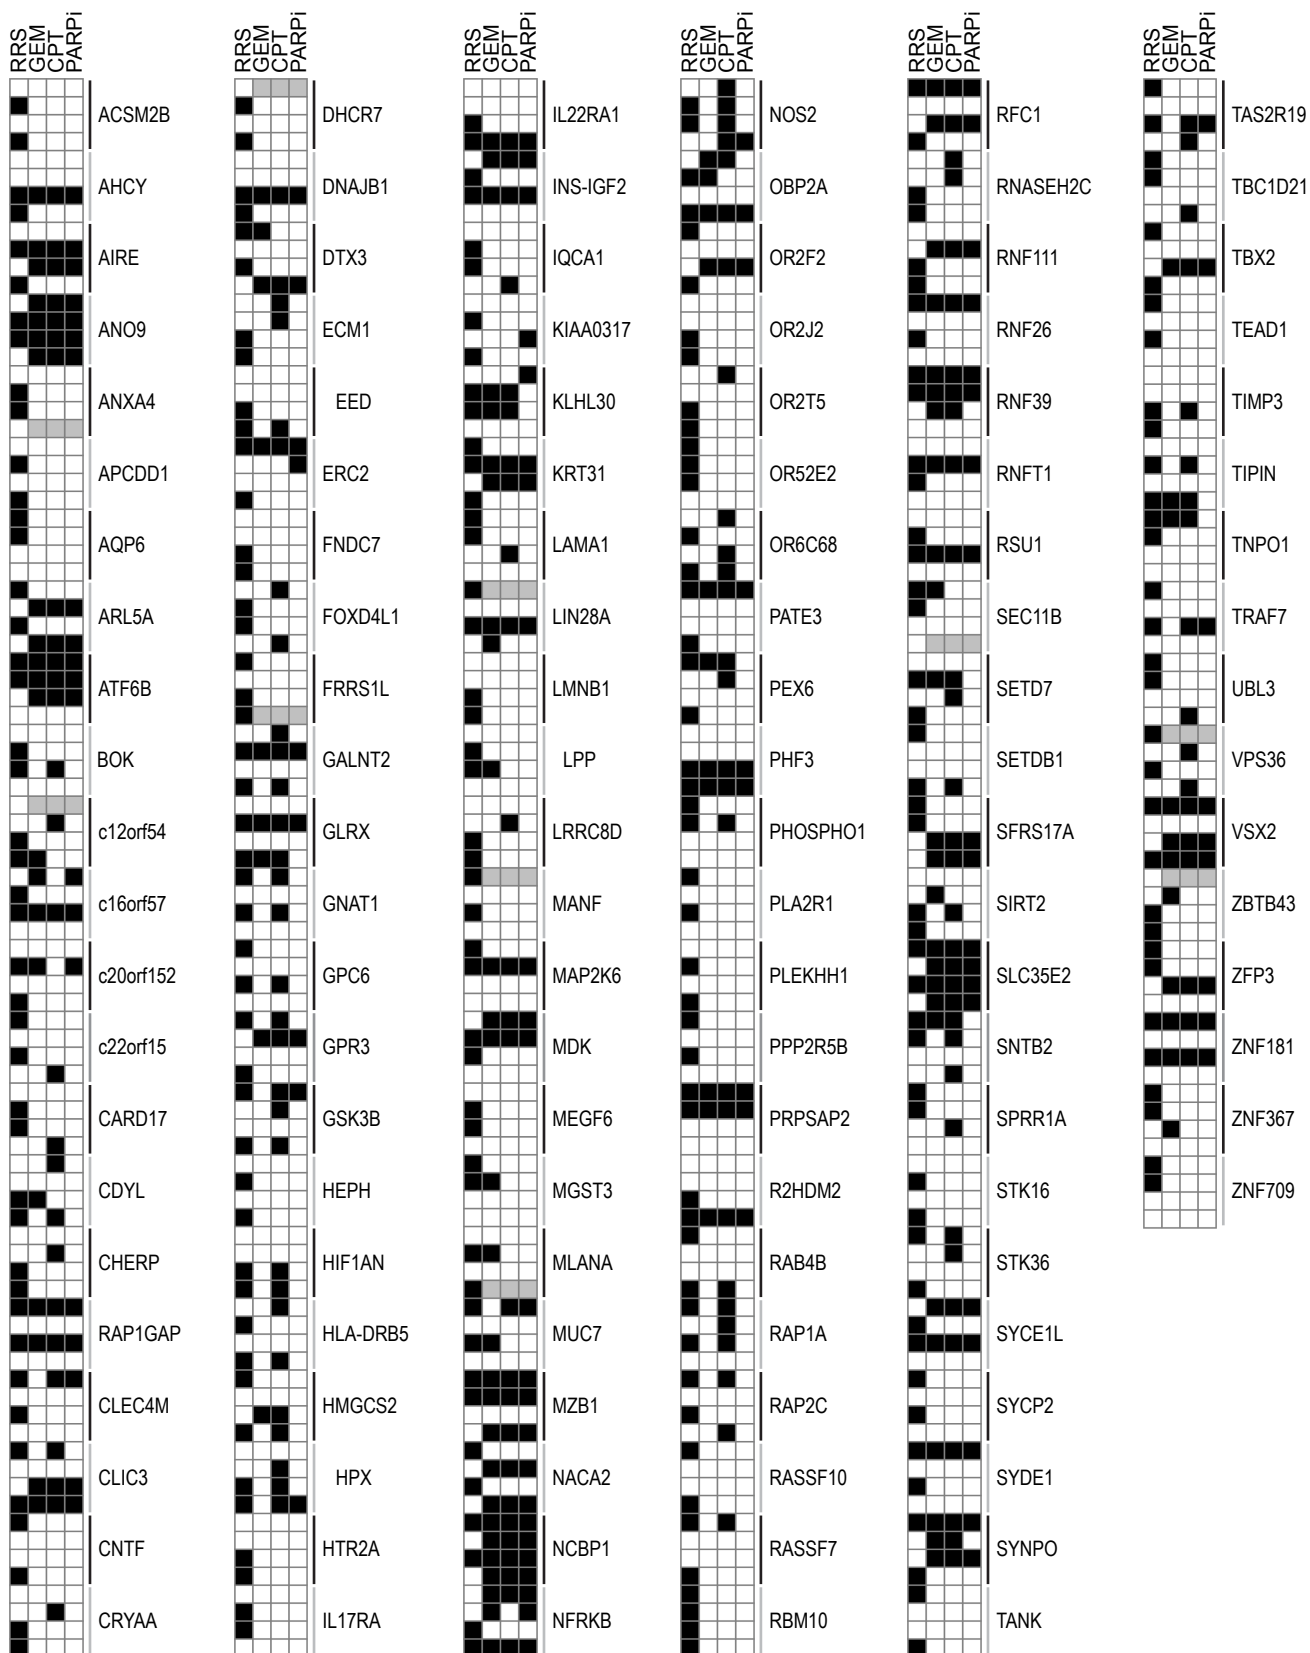 RRS GEM CPT PARPi
ACSM2B
AHCY
AIRE
ANO9
ANXA4
APCDD1
AQP6
ARL5A
ATF6B
BOK
c12orf54
c16orf57
c20orf152
c22orf15
CARD17
CDYL
CHERP
RAP1GAP
CLEC4M
CLIC3
CNTF
CRYAA
RRS GEM CPT PARPi
DHCR7
DNAJB1
DTX3
ECM1
EED
ERC2
FNDC7
FOXD4L1
FRRS1L
GALNT2
GLRX
GNAT1
GPC6
GPR3
GSK3B
HEPH
HIF1AN
HLA-DRB5
HMGCS2
HPX
HTR2A
IL17RA
RRS GEM CPT PARPi
IL22RA1
INS-IGF2
IQCA1
KIAA0317
KLHL30
KRT31
LAMA1
LIN28A
LMNB1
LPP
LRRC8D
MANF
MAP2K6
MDK
MEGF6
MGST3
MLANA
MUC7
MZB1
NACA2
NCBP1
NFRKB
RRS GEM CPT PARPi
NOS2
OBP2A
OR2F2
OR2J2
OR2T5
OR52E2
OR6C68
PATE3
PEX6
PHF3
PHOSPHO1
PLA2R1
PLEKHH1
PPP2R5B
PRPSAP2
R2HDM2
RAB4B
RAP1A
RAP2C
RASSF10
RASSF7
RBM10
RRS GEM CPT PARPi
RFC1
RNASEH2C
RNF111
RNF26
RNF39
RNFT1
RSU1
SEC11B
SETD7
SETDB1
SFRS17A
SIRT2
SLC35E2
SNTB2
SPRR1A
STK16
STK36
SYCE1L
SYCP2
SYDE1
SYNPO
TANK
RRS GEM CPT PARPi
TAS2R19
TBC1D21
TBX2
TEAD1
TIMP3
TIPIN
TNPO1
TRAF7
UBL3
VPS36
VSX2
ZBTB43
ZFP3
ZNF181
ZNF367
ZNF709